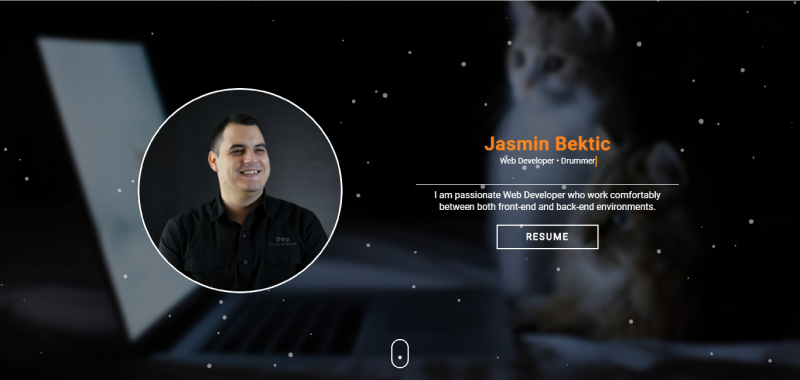 Jasmin Bektic
Web Developer • Drummer
I am passionate Web Developer who work comfortably
between both front-end and back-end environments.
RESUME